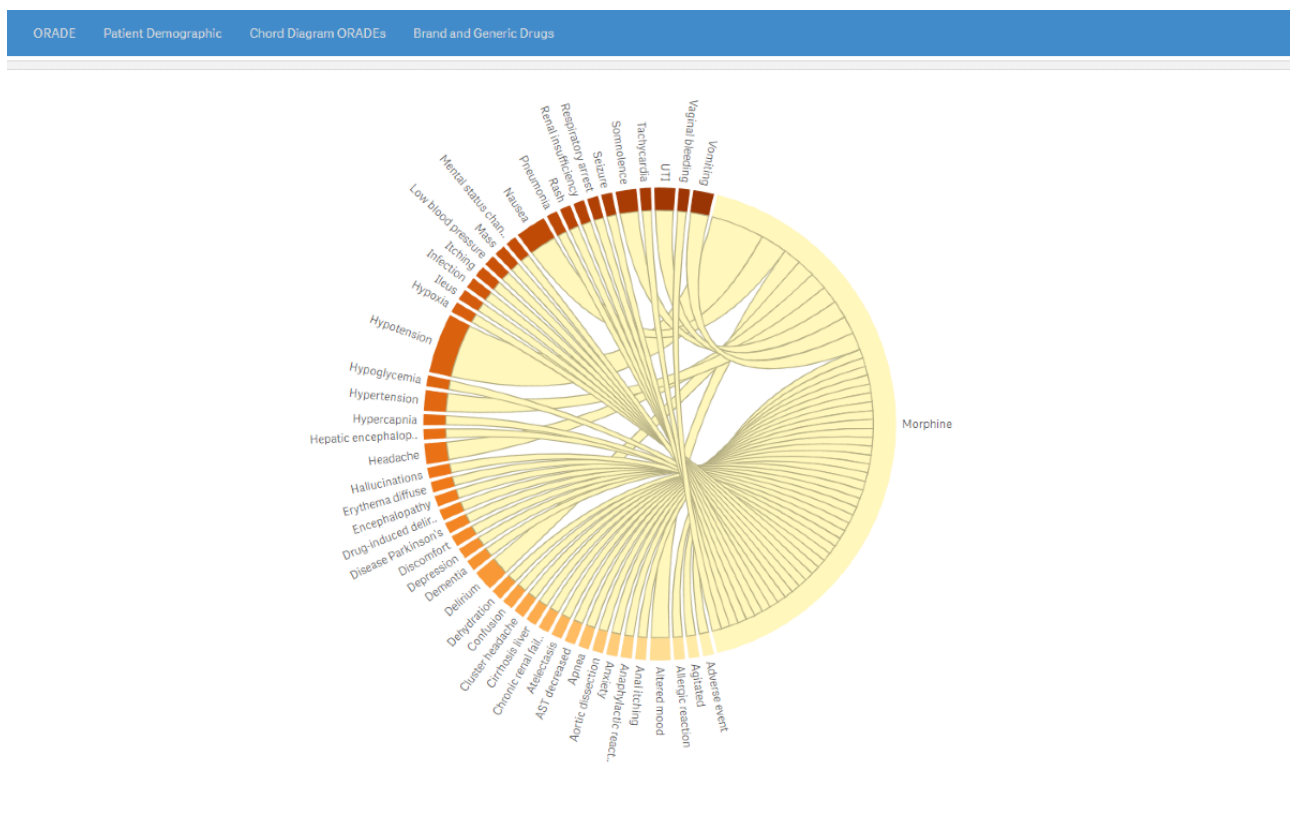 ORADE Patient Demographic Chord Diagram ORADEs Brand and Generic Drugs
Vomiting
Vaginal bleeding
UTI
Tachycardia
Somnolence
Seizure
Respiratory arrest
Renal insufficiency
Rash
Pneumonia
Nausea
Mental status chan..
Mass
Low blood pressure
Itching
Infection
Ileus
Hypoxia
Hypotension
Hypoglycemia
Hypertension
Hypercapnia
Hepatic encephalop..
Headache
Hallucinations
Erythema diffuse
Encephalopathy
Drug-induced delir..
Disease Parkinson's
Discomfort
Depression
Dementia
Delirium
Dehydration
Confusion
Cluster headache
Cirrhosis liver
Chronic renal fail..
Atelectasis
AST decreased
Apnea
Aortic dissection
Anxiety
Anaphylactic react..
Anal itching
Altered mood
Allergic reaction
Agitated
Adverse event
Morphine